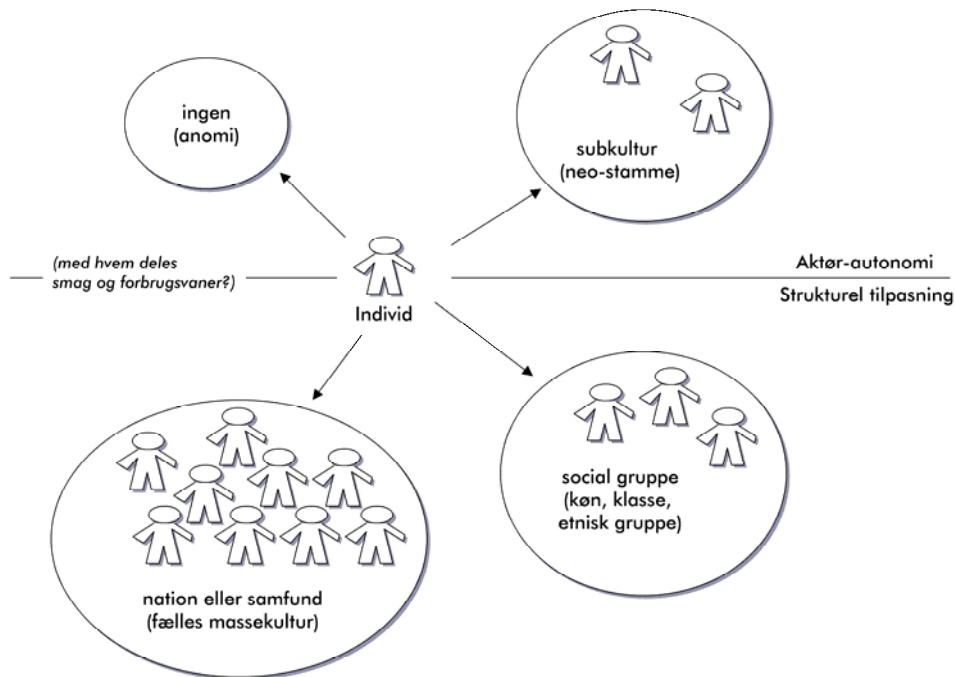 ingen
(anomi)
subkultur
(neo-stamme)
(med hvem deles
smag og forbrugsvaner?)
Individ
Aktør-autonomi
Strukturel tilpasning
nation eller samfund
(fælles massekultur)
social gruppe
(køn, klasse,
etnisk gruppe)